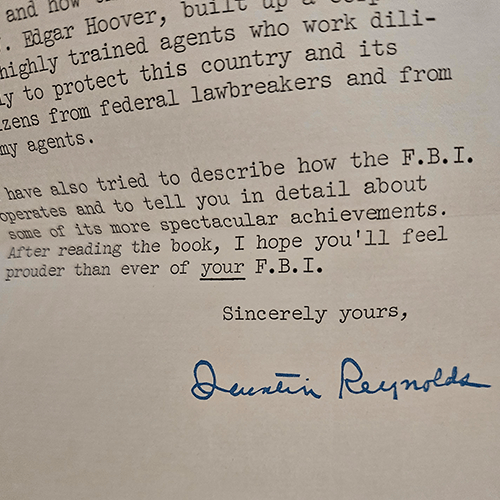 and how
. Edgar Hoover, built up a
highly trained agents who work dili-
ly to protect this country and its
zens from federal lawbreakers and from
my agents.
have also tried to describe how the F.B.I.
operates and to tell you in detail about
some of its more spectacular achievements.
After reading the book, I hope you'll feel
prouder than ever of your F.B.I.
Sincerely yours,
Quentin Reynolds